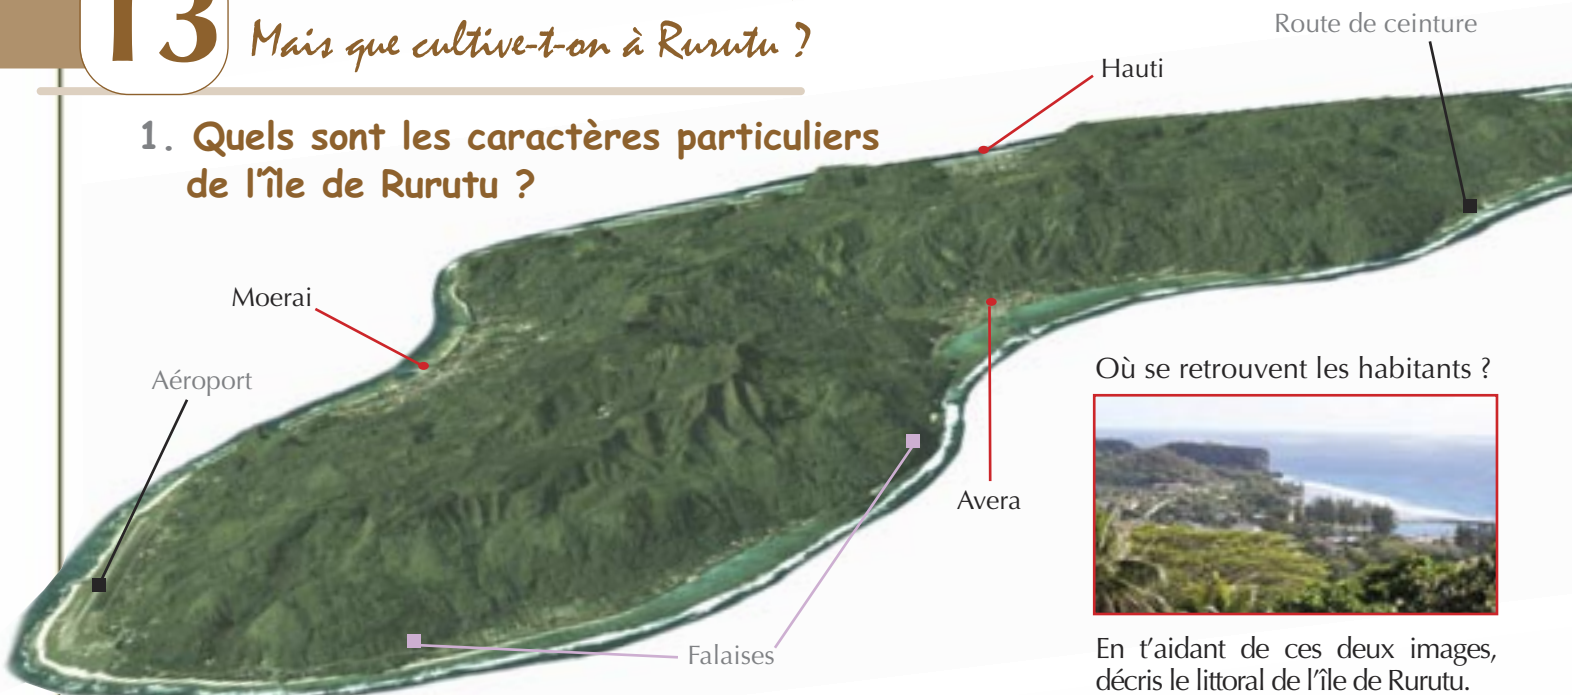 13
Mais que cultive-t-on à Rurutu ?
1. Quels sont les caractères particuliers
de l'île de Rurutu ?
Route de ceinture
Hauti
Moerai
Aéroport
Avera
Falaises
Où se retrouvent les habitants ?
En t'aidant de ces deux images,
décris le littoral de l'île de Rurutu.